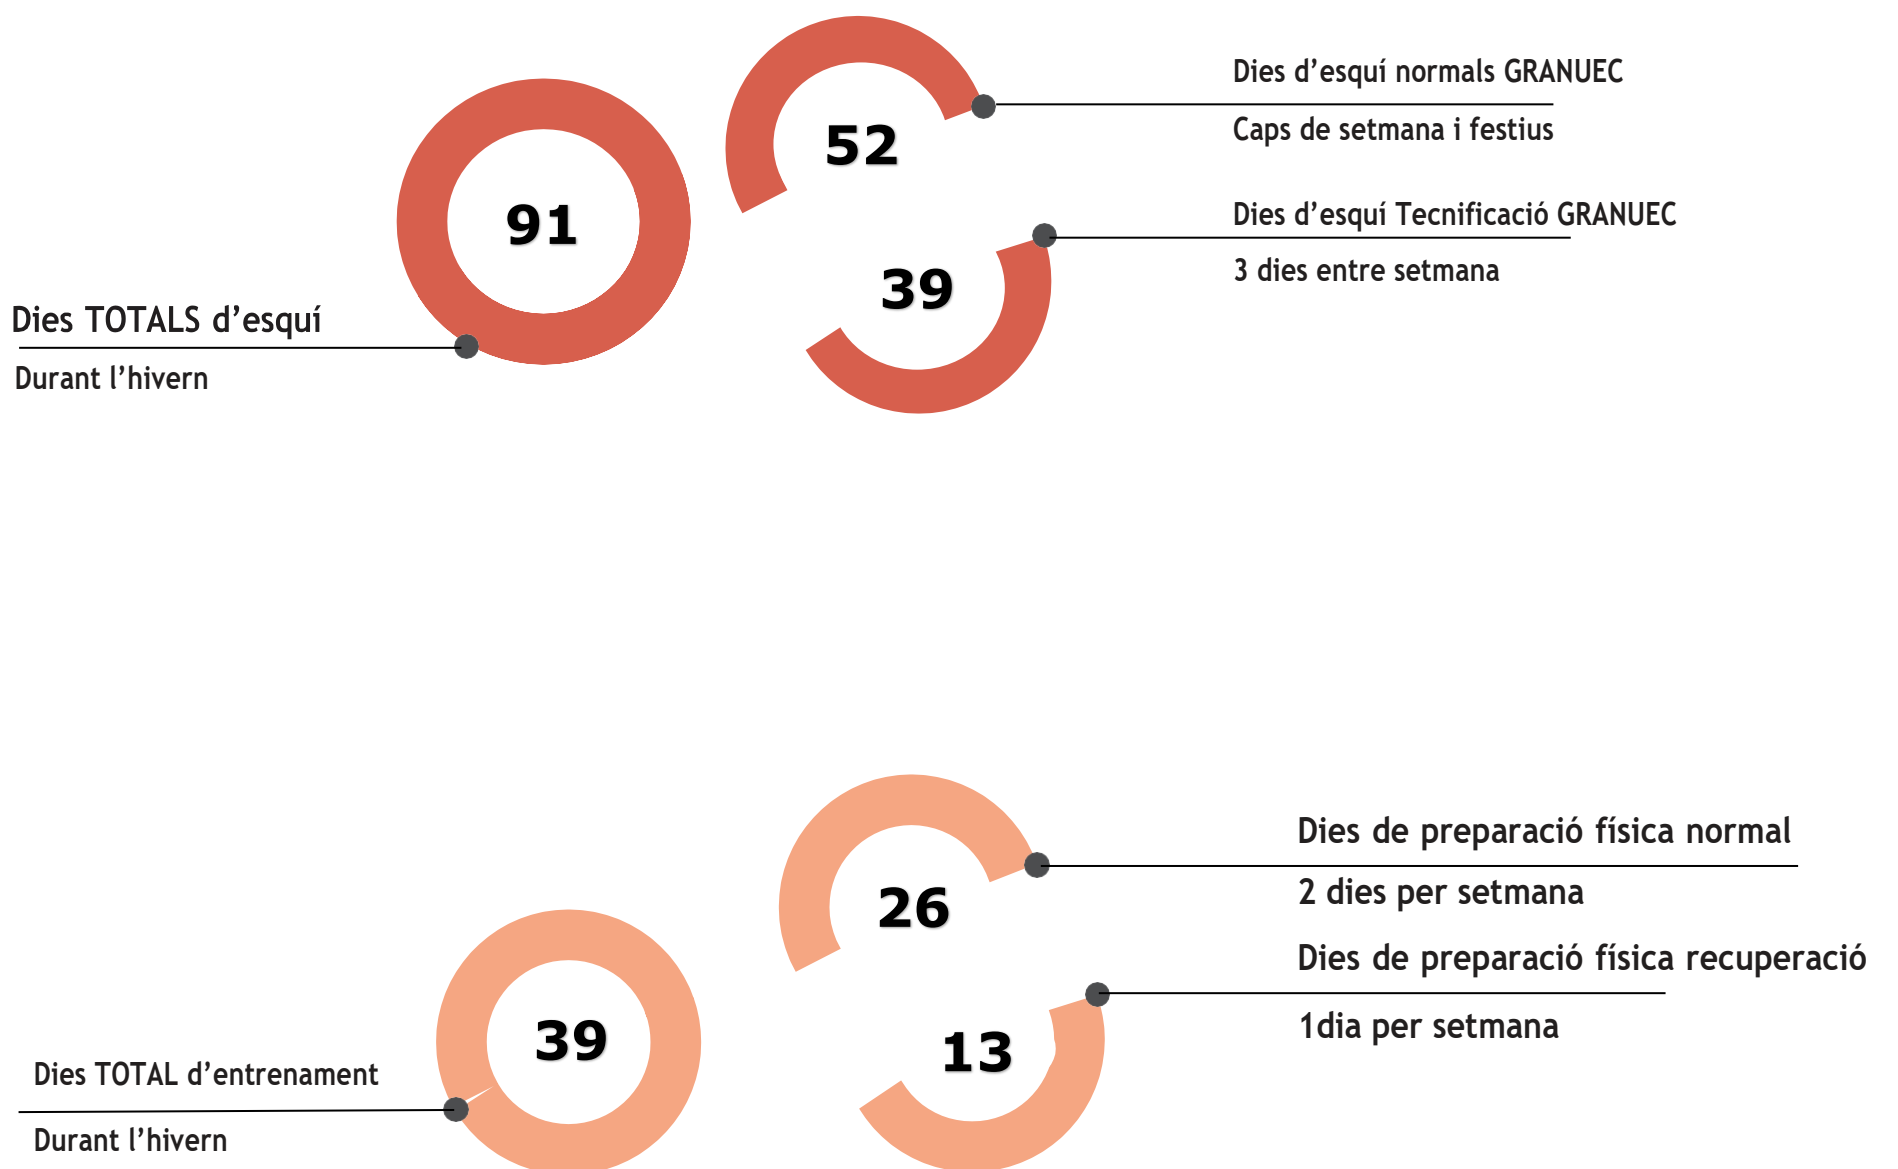 91
Dies TOTALS d’esquí
Durant l’hivern
52
Dies d’esquí normals GRANUEC
Caps de setmana i festius
39
Dies d’esquí Tecnificació GRANUEC
3 dies entre setmana
39
Dies TOTAL d’entrenament
Durant l’hivern
26
Dies de preparació física normal
2 dies per setmana
13
Dies de preparació física recuperació
1dia per setmana